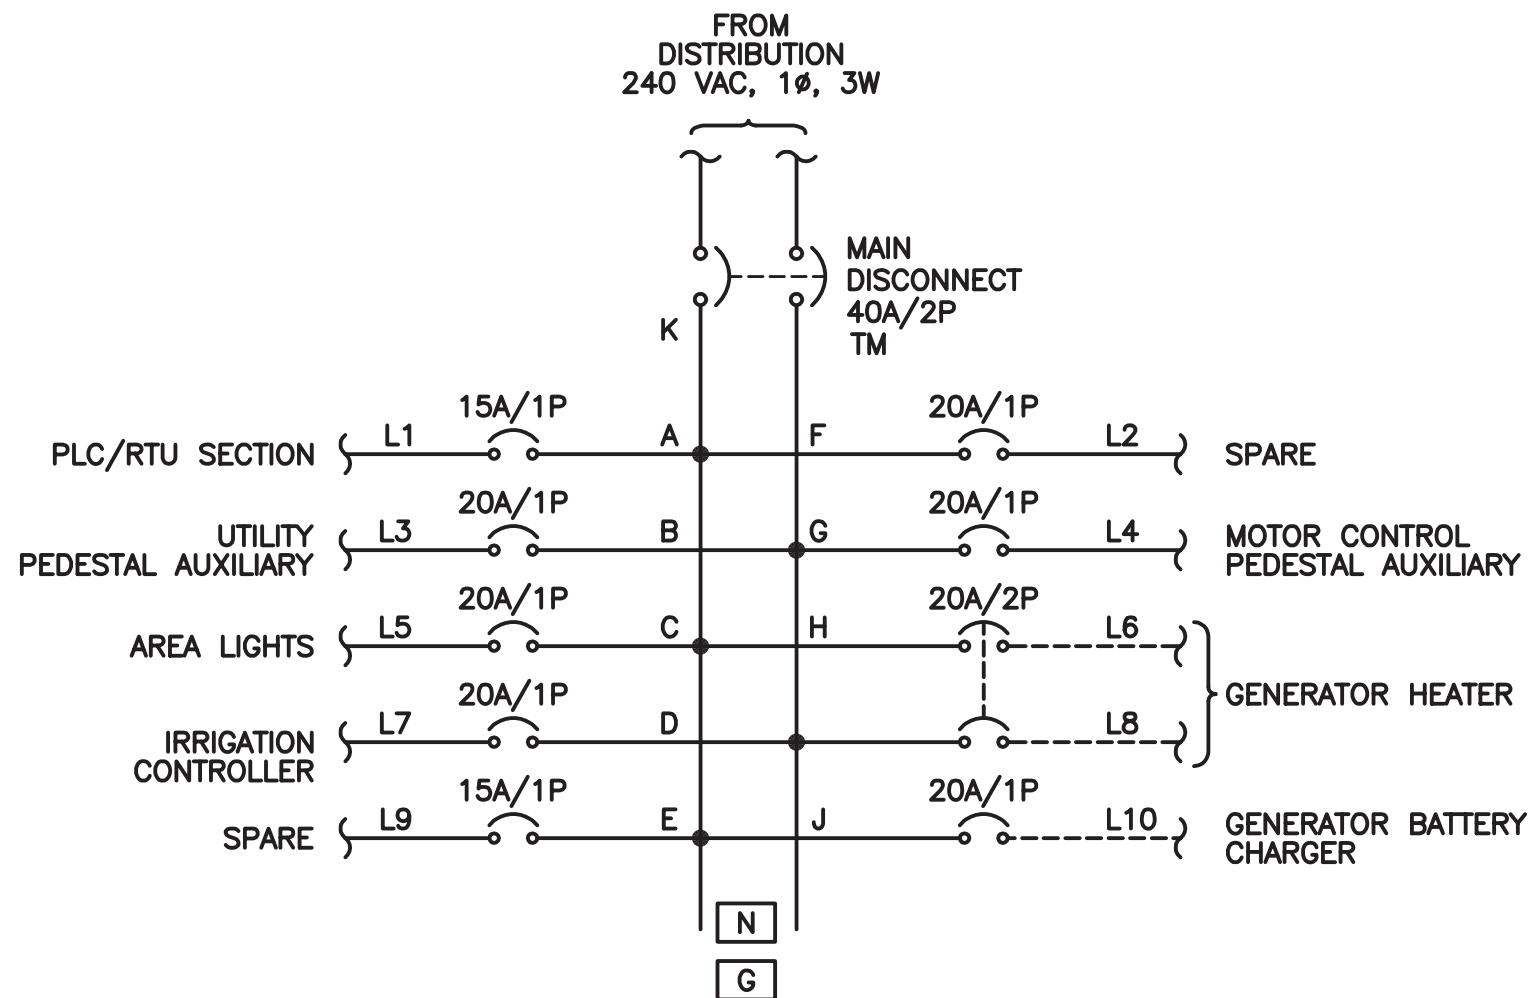 FROM
DISTRIBUTION
240 VAC, 1ø, 3W
MAIN
DISCONNECT
40A/2P
TM
K
15A/1P
20A/1P
PLC/RTU SECTION
L1
A
F
L2
SPARE
20A/1P
20A/1P
UTILITY
PEDESTAL AUXILIARY
L3
B
G
L4
MOTOR CONTROL
PEDESTAL AUXILIARY
20A/1P
20A/2P
AREA LIGHTS
L5
C
H
L6
GENERATOR HEATER
20A/1P
IRRIGATION
CONTROLLER
L7
D
L8
15A/1P
20A/1P
SPARE
L9
E
J
L10
GENERATOR BATTERY
CHARGER
N
G